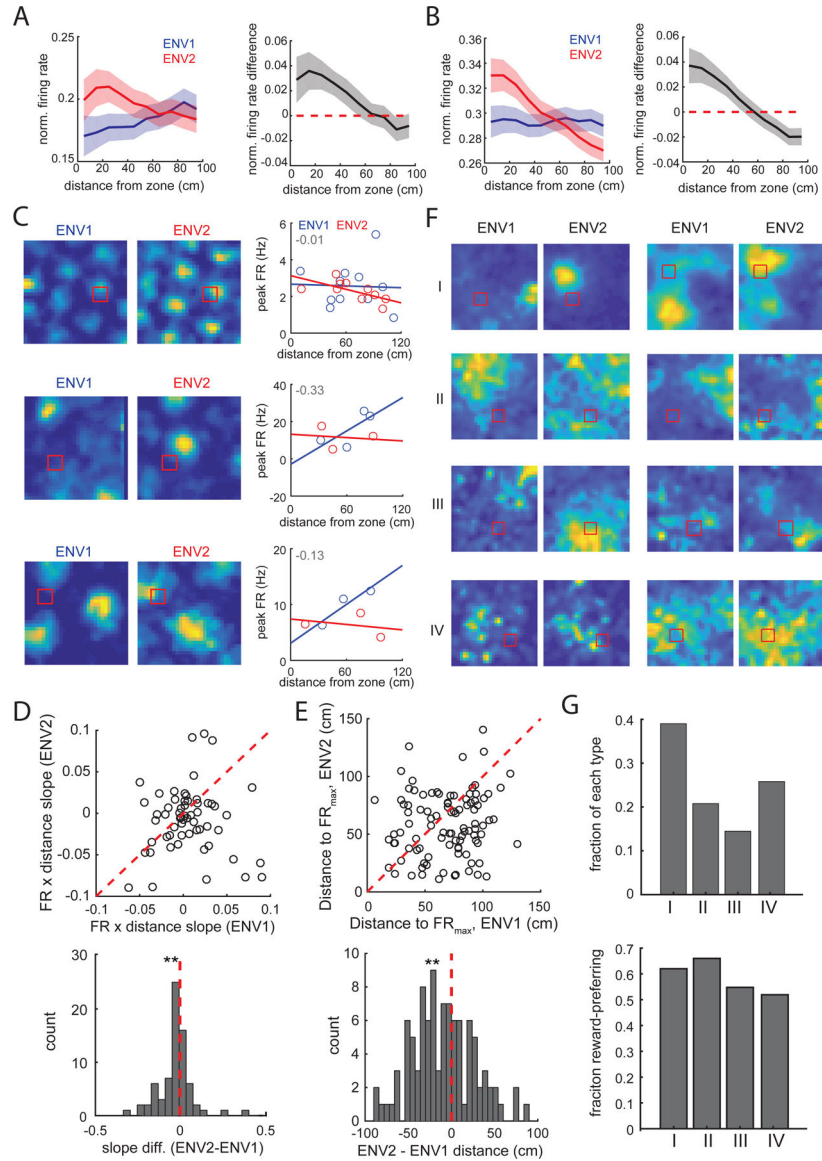 A
norm. firing rate
0.25
0.2
0.15
ENV1
ENV2
0 20 40 60 80 100
distance from zone (cm)
norm. firing rate difference
0.06
0.04
0.02
0
-0.02
-0.04
0 20 40 60 80 100
distance from zone (cm)
B
norm. firing rate
0.36
0.34
0.32
0.30
0.28
0.26
ENV1
ENV2
0 20 40 60 80 100
distance from zone (cm)
norm. firing rate difference
0.06
0.04
0.02
0
-0.02
-0.04
0 20 40 60 80 100
distance from zone (cm)
C
ENV1 ENV2
ENV1 ENV2
-0.01
peak FR (Hz)
6
4
2
0
0 30 60 90 120
distance from zone (cm)
ENV1 ENV2
-0.33
peak FR (Hz)
40
20
0
-20
0 60 120
distance from zone (cm)
ENV1 ENV2
-0.13
peak FR (Hz)
20
10
0
0 60 120
distance from zone (cm)
F
ENV1 ENV2 ENV1 ENV2
I
II
III
IV
D
FR x distance slope (ENV2)
0.1
0.05
0
-0.05
-0.1
-0.1 -0.05 0 0.05 0.1
FR x distance slope (ENV1)
**
count
30
20
10
0
-0.5 0 0.5
slope diff. (ENV2-ENV1)
E
Distance to FRmax, ENV2 (cm)
150
100
50
0
0 50 100 150
Distance to FRmax, ENV1 (cm)
**
count
10
8
6
4
2
0
-100 -50 0 50 100
ENV2 - ENV1 distance (cm)
G
fraction of each type
0.4
0.3
0.2
0.1
0
I II III IV
fraciton reward-preferring
0.7
0.6
0.5
0.4
0.3
0.2
0.1
0
I II III IV